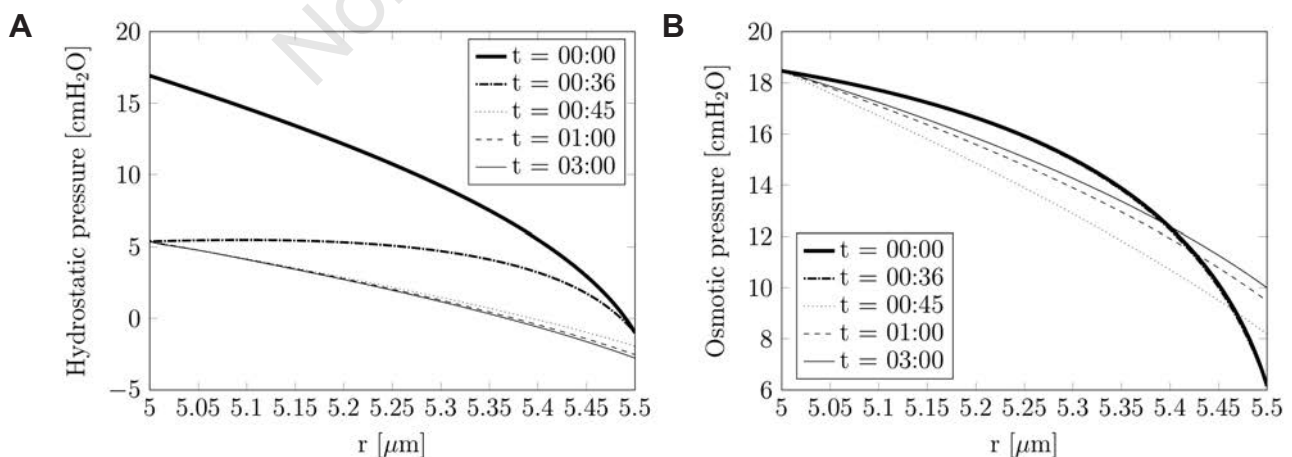 A
No
Hydrostatic pressure [cmH₂O]
20
15
10
5
0
−5
t = 00:00
t = 00:36
t = 00:45
t = 01:00
t = 03:00
5 5.05 5.1 5.15 5.2 5.25 5.3 5.35 5.4 5.45 5.5
r [μm]
B
Osmotic pressure [cmH₂O]
20
18
16
14
12
10
8
6
t = 00:00
t = 00:36
t = 00:45
t = 01:00
t = 03:00
5 5.05 5.1 5.15 5.2 5.25 5.3 5.35 5.4 5.45 5.5
r [μm]